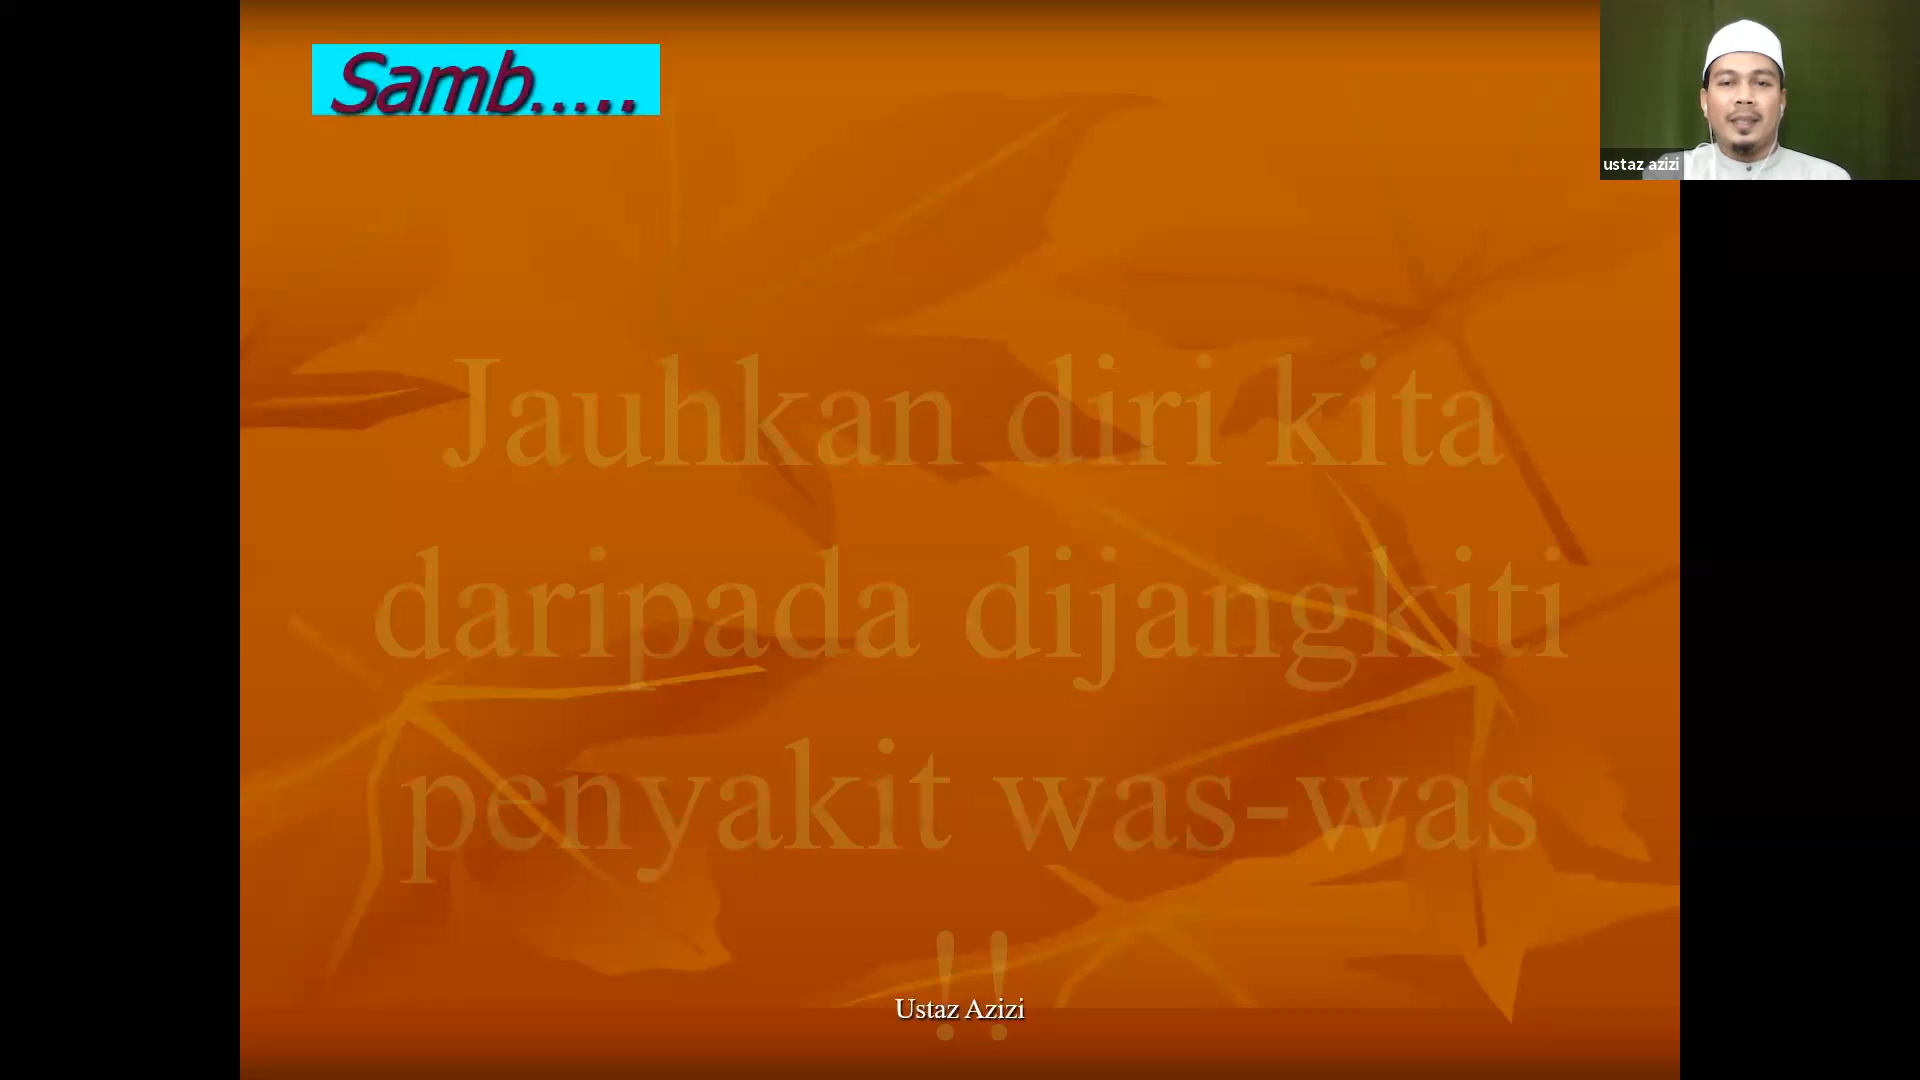 Samb.....
ustaz azizi
Jauhkan diri kita
daripada dijangkiti
penyakit was-was
!!
Ustaz Azizi